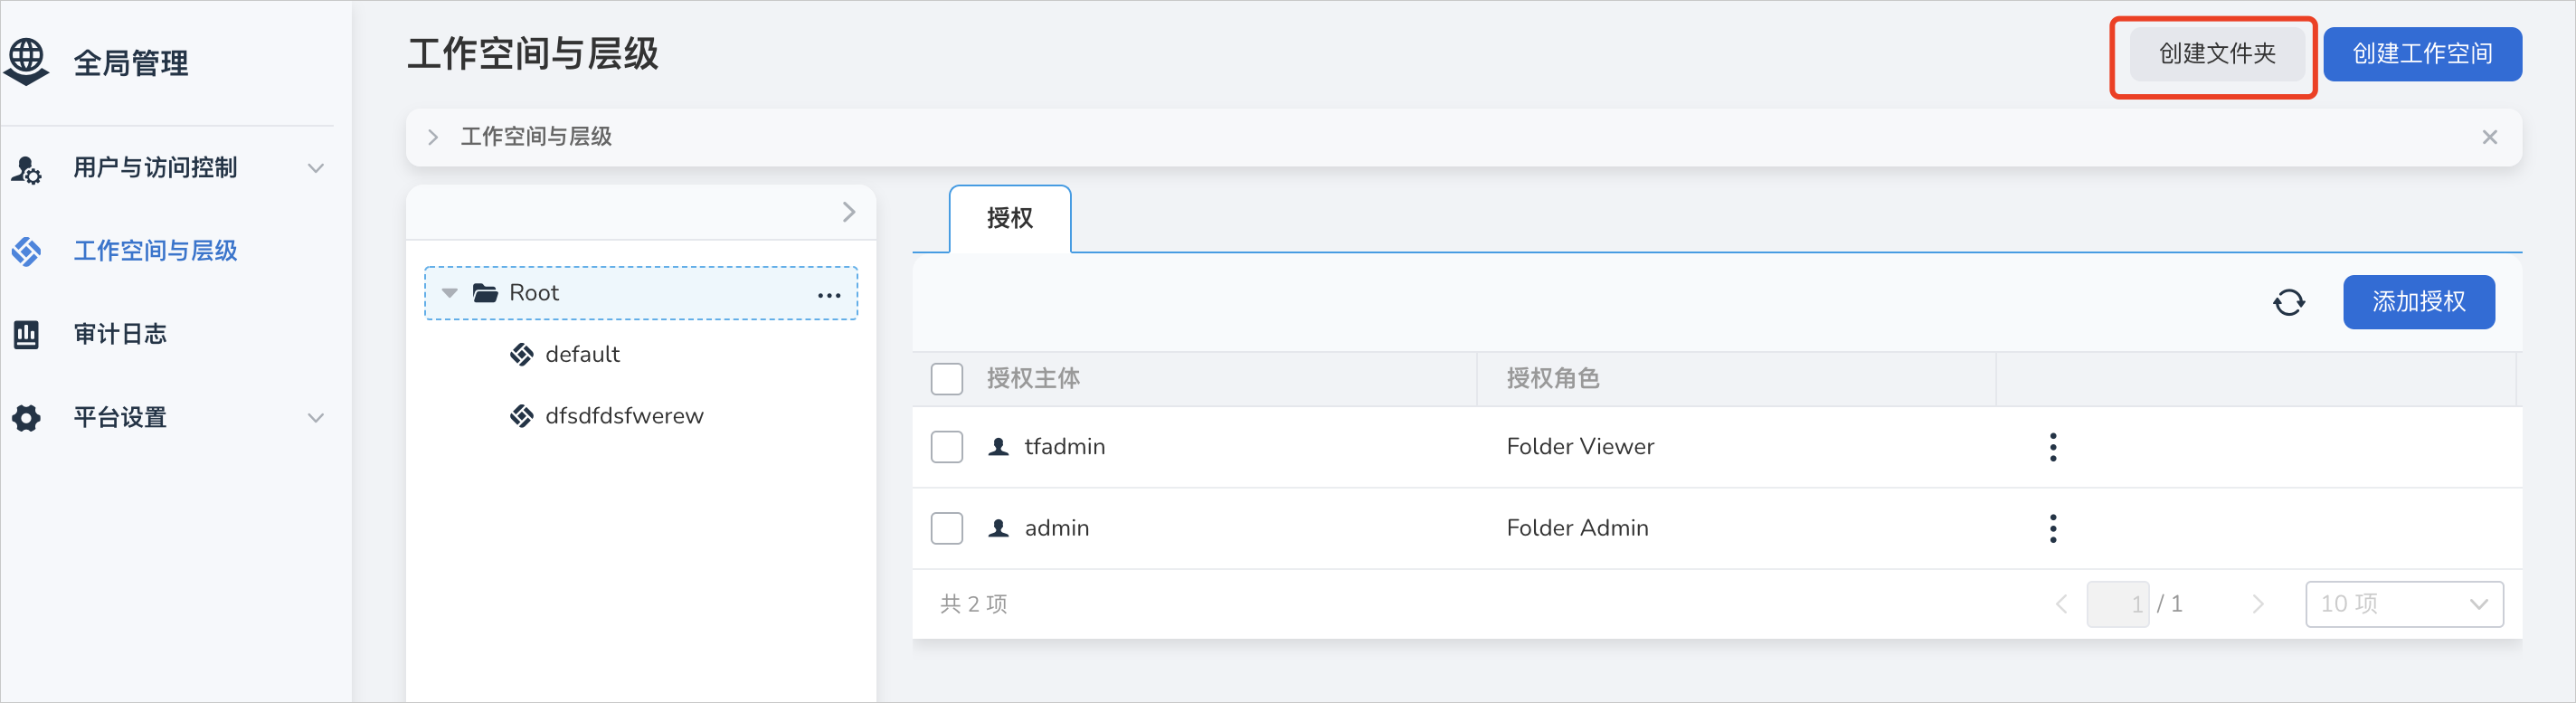 全局管理
用户与访问控制
工作空间与层级
审计日志
平台设置
工作空间与层级
创建文件夹
创建工作空间
工作空间与层级
Root
default
dfsdfdsfwerew
授权
添加授权
授权主体 授权角色
tfadmin Folder Viewer
admin Folder Admin
共 2 项
1 / 1
10 项